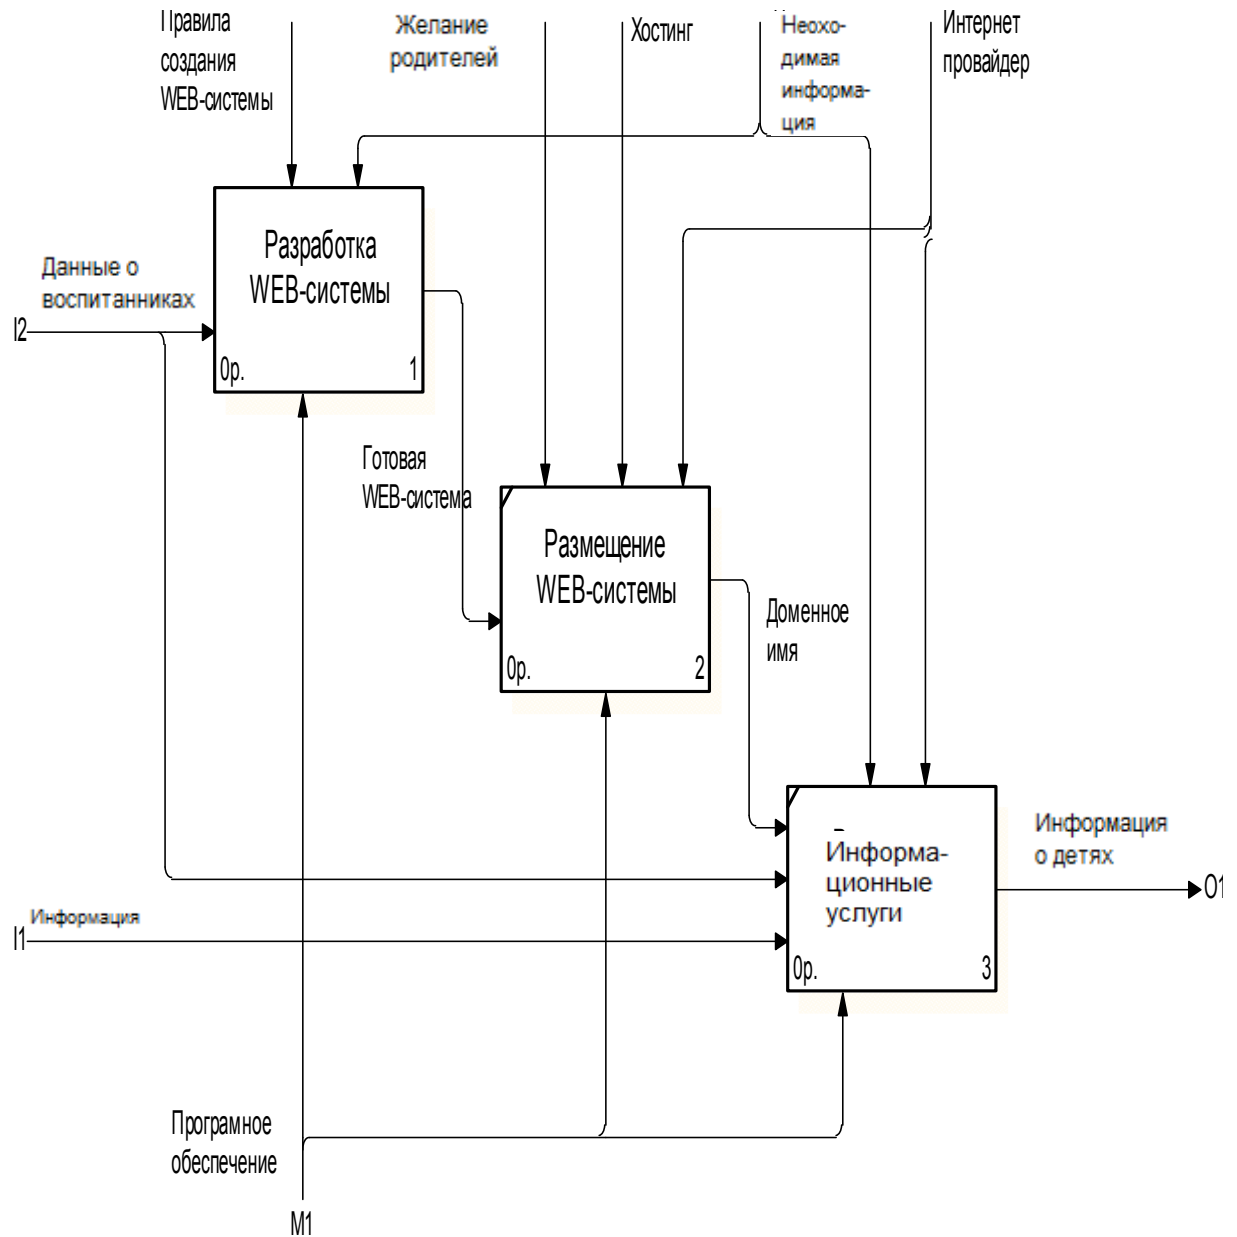 Правила
создания
WEB-системы
Желание
родителей
Хостинг
Неохо-
димая
информа-
ция
Интернет
провайдер
Разработка
WEB-системы
0р.
1
Данные о
воспитанниках
I2
Готовая
WEB-система
Размещение
WEB-системы
0р.
2
Доменное
имя
Информа-
ционные
услуги
0р.
3
Информация
о детях
O1
Информация
I1
Програмное
обеспечение
M1